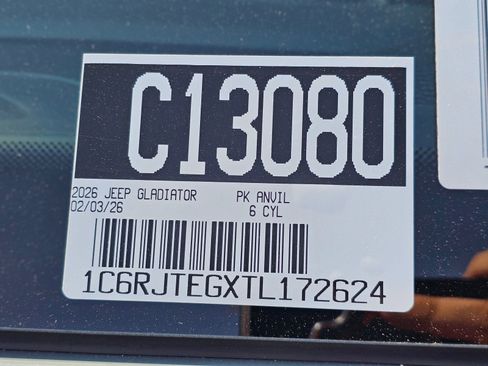 C13080
2026 JEEP GLADIATOR PK ANVIL
02/03/26 6 CYL
1C6RJTEGXTL172624